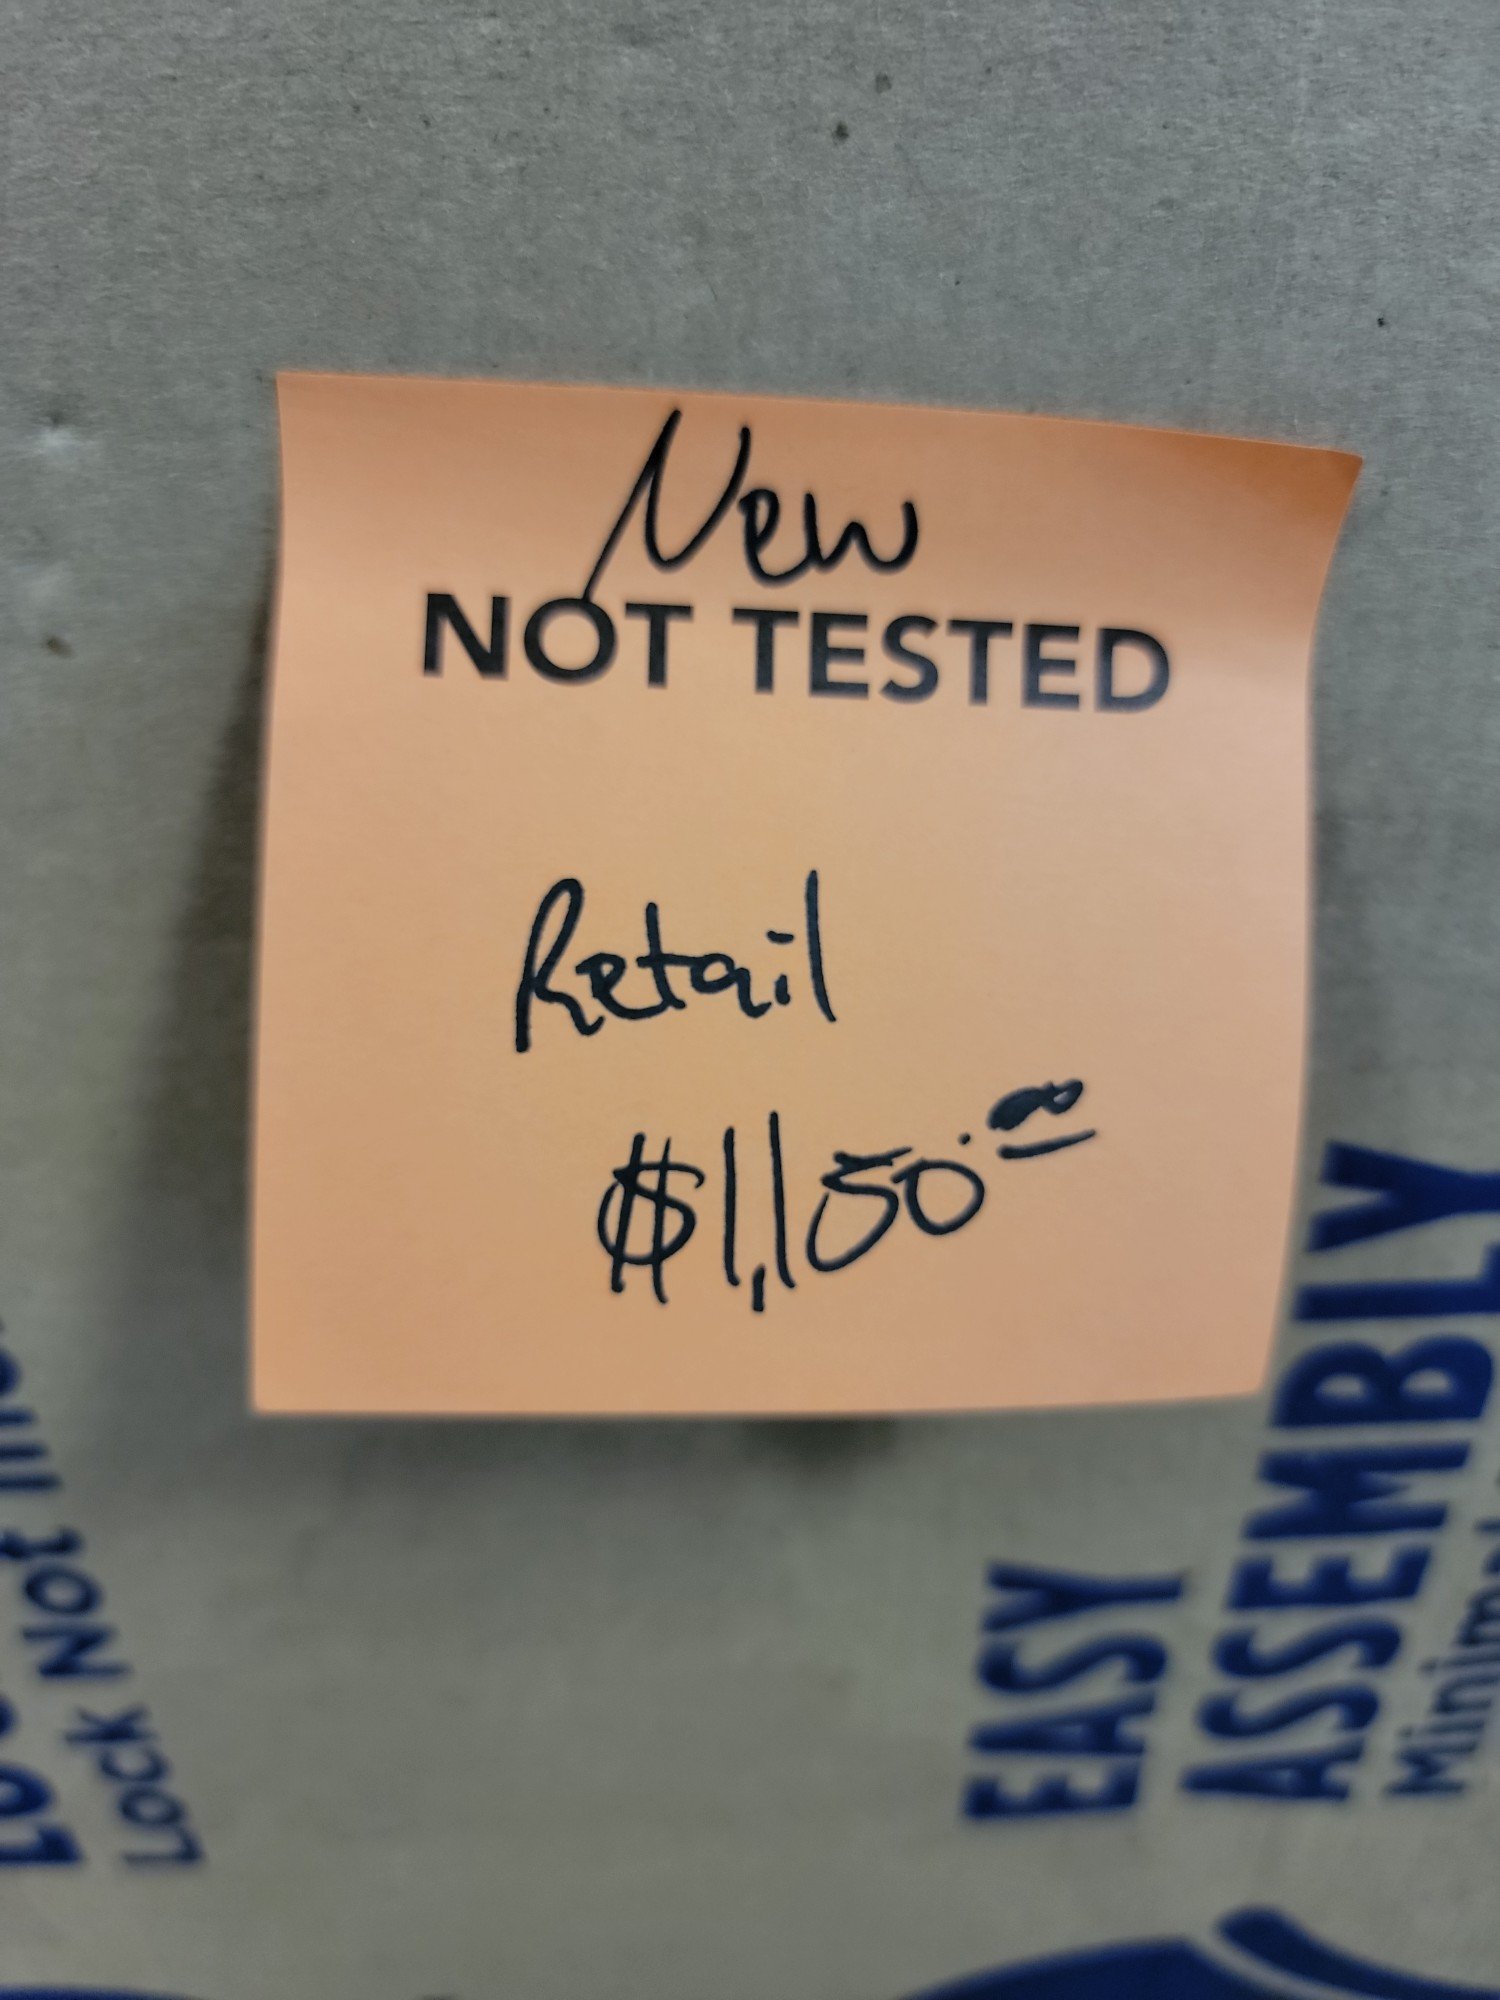 New
NOT TESTED
Retail
$1,150.00
EASY
ASSEMBLY
Lock Not